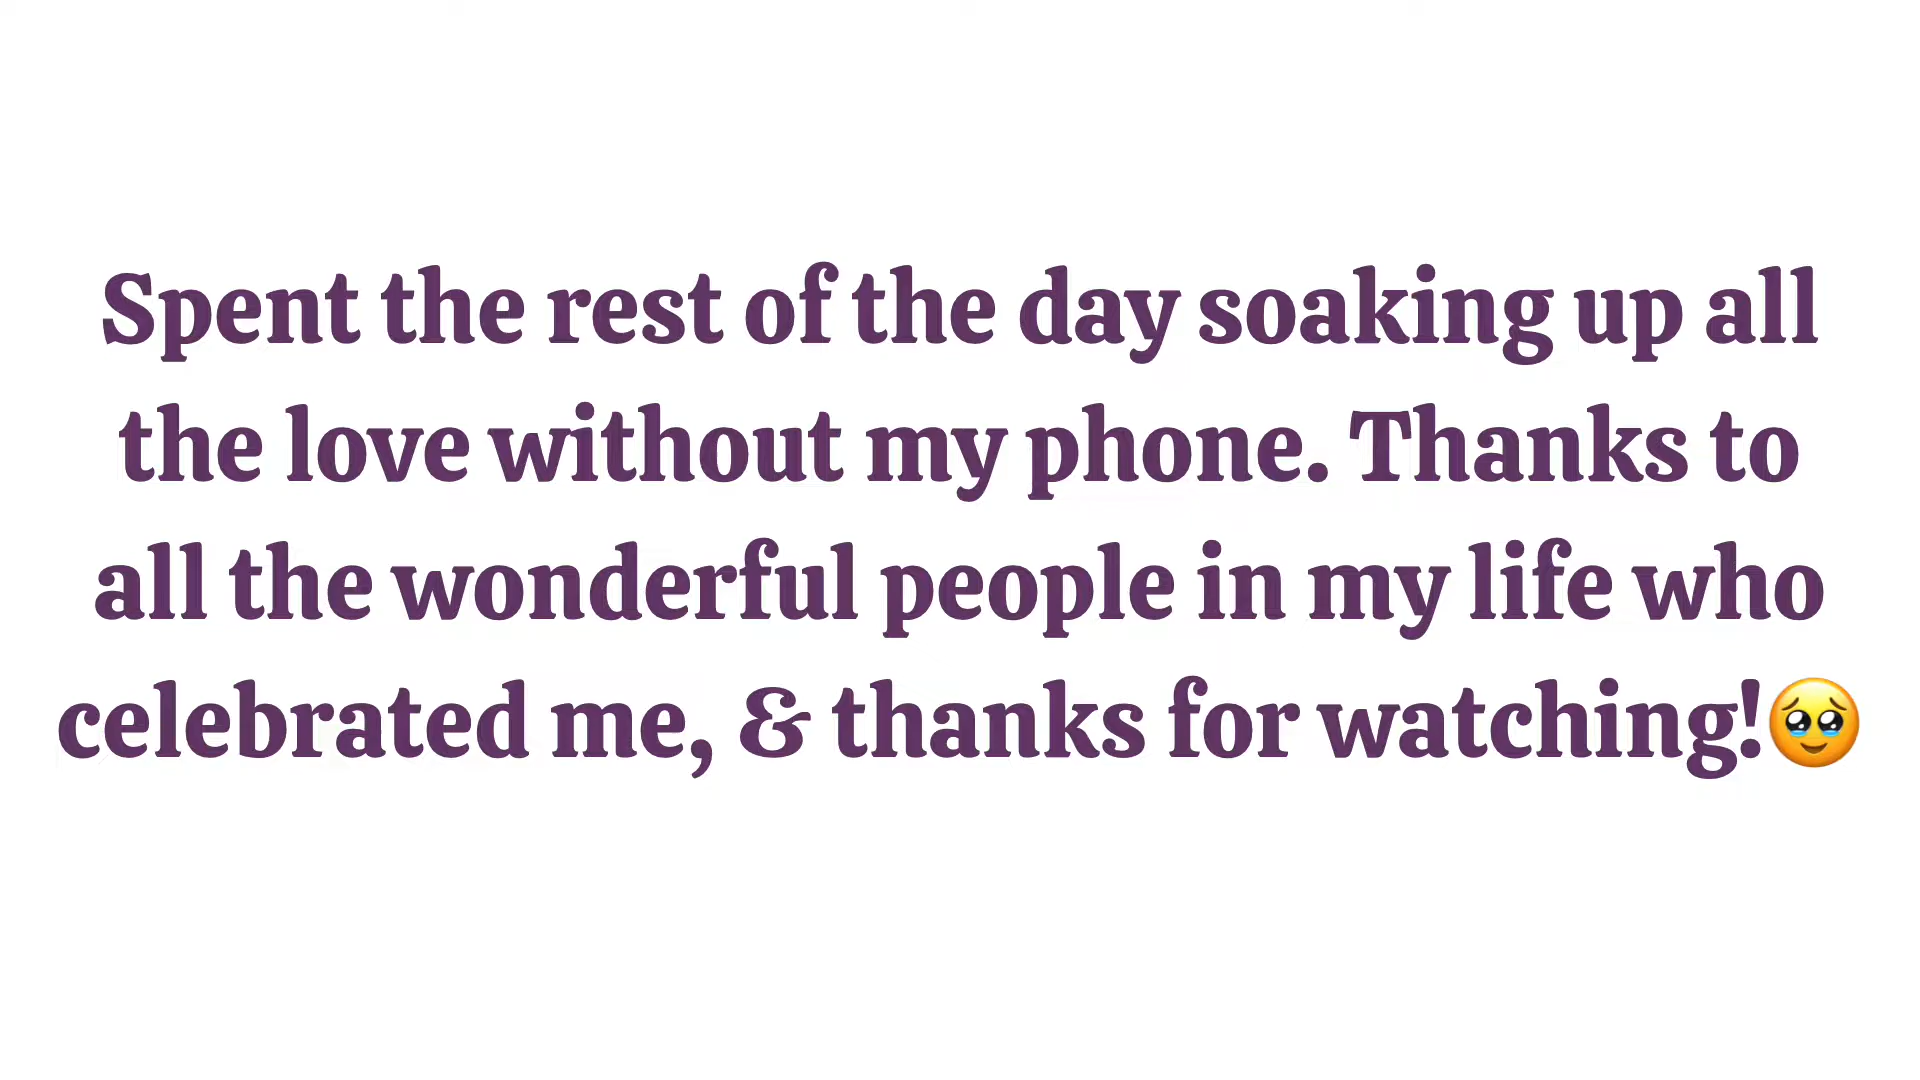 Spent the rest of the day soaking up all
the love without my phone. Thanks to
all the wonderful people in my life who
celebrated me, & thanks for watching!🥹